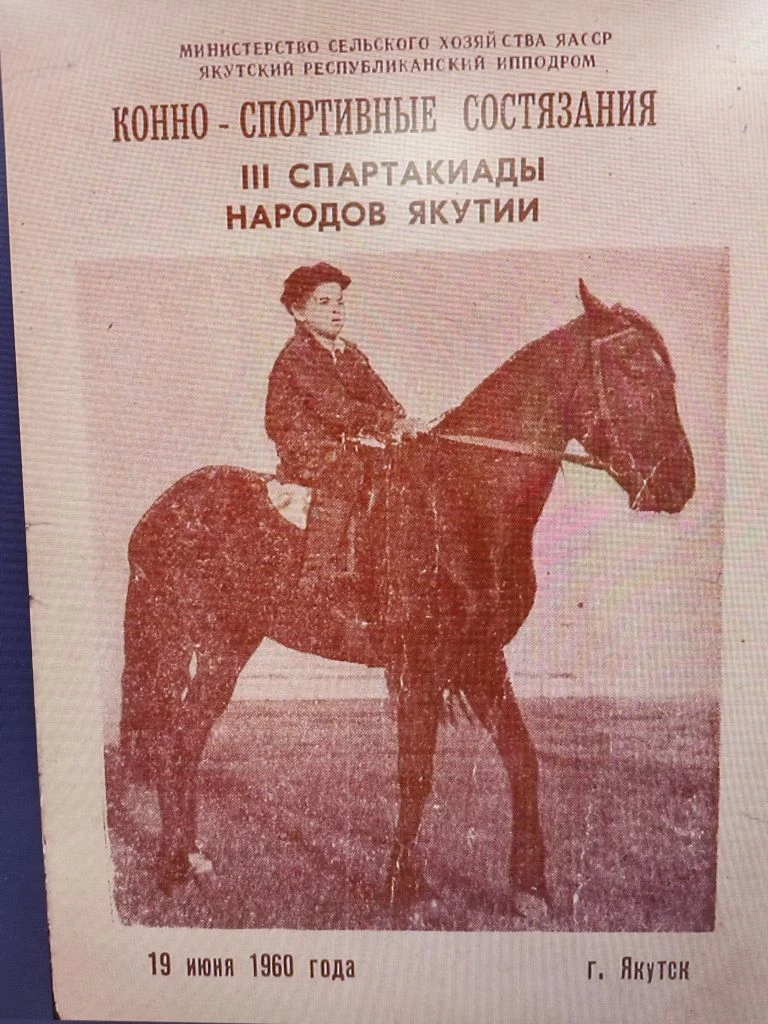 МИНИСТЕРСТВО СЕЛЬСКОГО ХОЗЯЙСТВА ЯАССР
ЯКУТСКИЙ РЕСПУБЛИКАНСКИЙ ИППОДРОМ
КОННО - СПОРТИВНЫЕ СОСТЯЗАНИЯ
III СПАРТАКИАДЫ
НАРОДОВ ЯКУТИИ
19 июня 1960 года г. Якутск